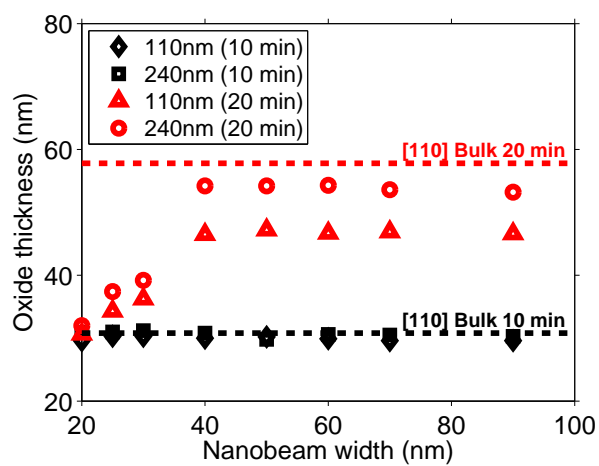 80
60
40
20
Oxide thickness (nm)
110nm (10 min)
240nm (10 min)
110nm (20 min)
240nm (20 min)
[110] Bulk 20 min
[110] Bulk 10 min
20 40 60 80 100
Nanobeam width (nm)